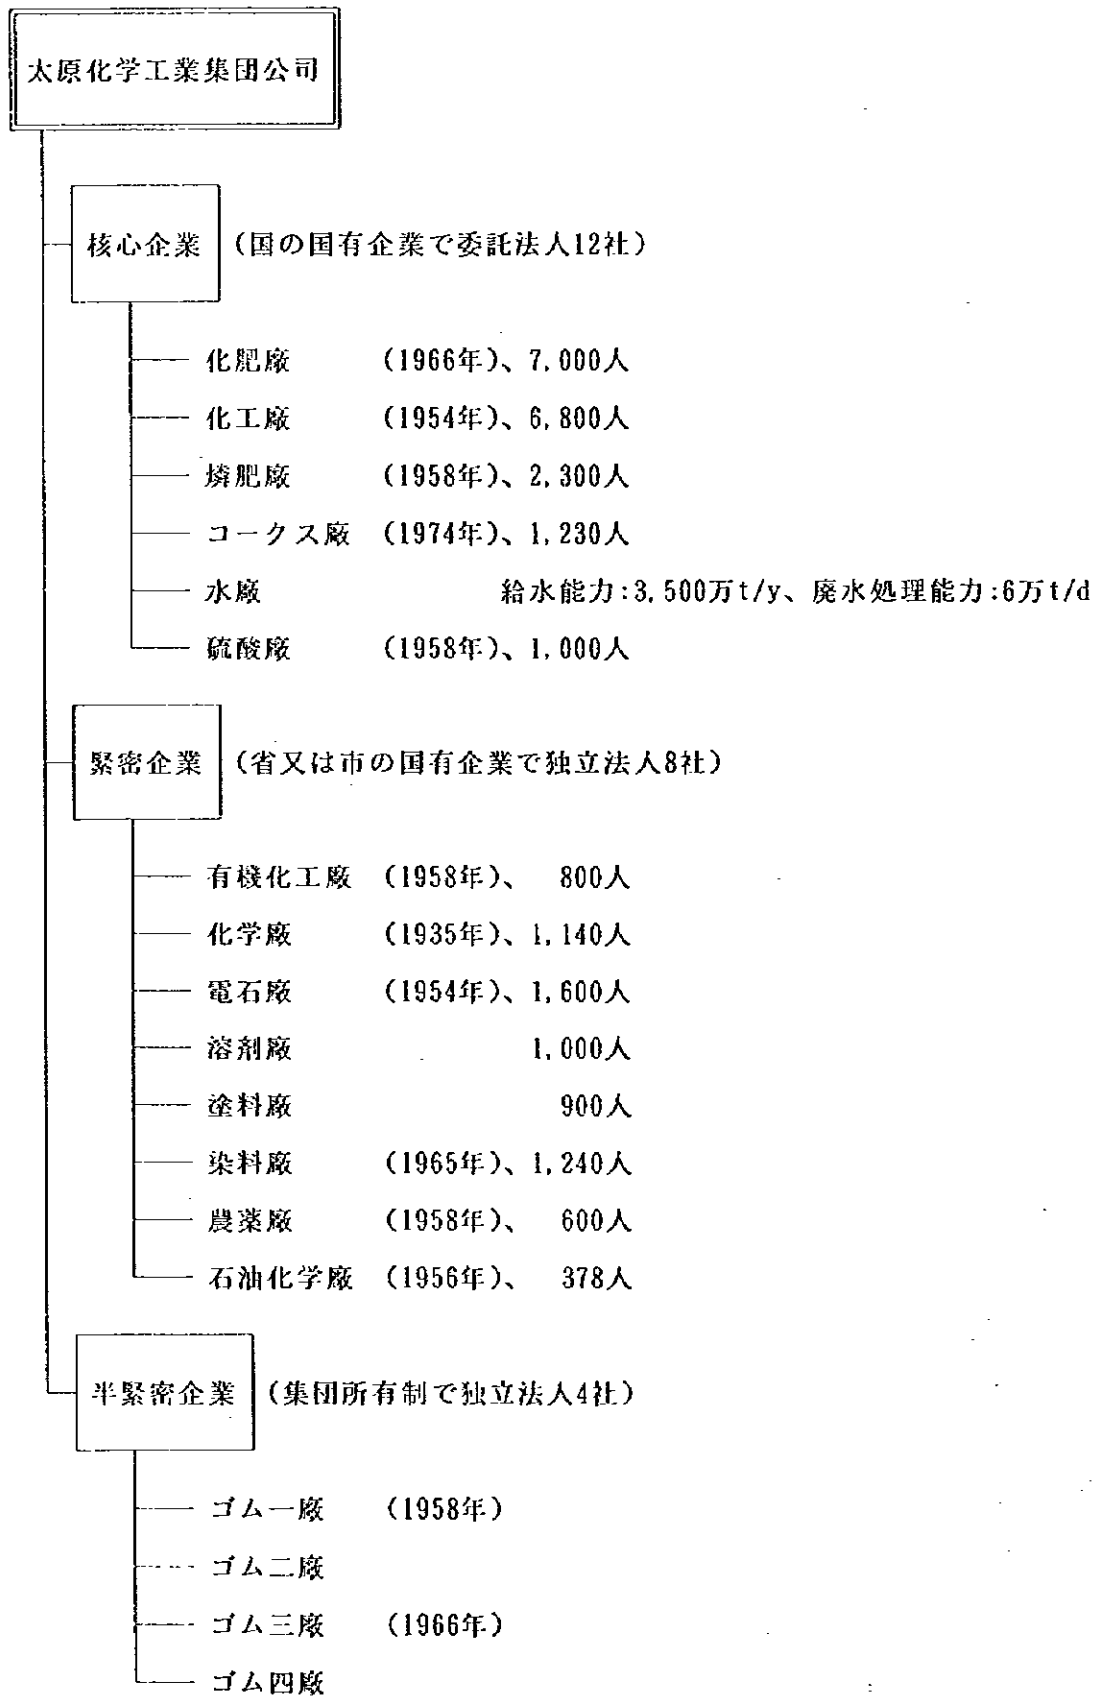 太原化学工業集団公司
核心企業 (国の国有企業で委託法人12社)
化肥廠 (1966年)、7,000人
化工廠 (1954年)、6,800人
燐肥廠 (1958年)、2,300人
コークス廠 (1974年)、1,230人
水廠 給水能力:3,500万t/y、廃水処理能力:6万t/d
硫酸廠 (1958年)、1,000人
緊密企業 (省又は市の国有企業で独立法人8社)
有機化工廠 (1958年)、 800人
化学廠 (1935年)、1,140人
電石廠 (1954年)、1,600人
溶剤廠 1,000人
塗料廠 900人
染料廠 (1965年)、1,240人
農薬廠 (1958年)、 600人
石油化学廠 (1956年)、 378人
半緊密企業 (集団所有制で独立法人4社)
ゴム一廠 (1958年)
ゴム二廠
ゴム三廠 (1966年)
ゴム四廠